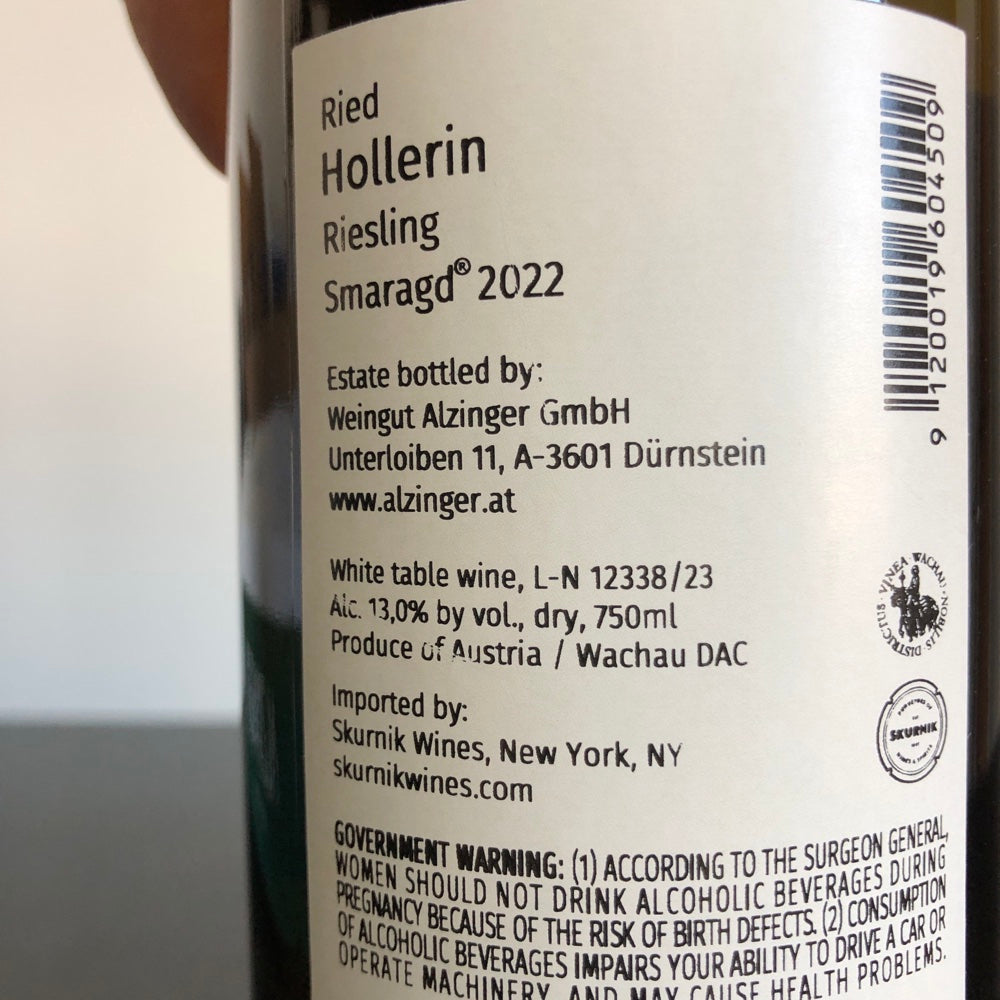 Ried
Hollerin
Riesling
Smaragd® 2022
Estate bottled by:
Weingut Alzinger GmbH
Unterloiben 11, A-3601 Dürnstein
www.alzinger.at
White table wine, L-N 12338/23
Alc. 13,0% by vol., dry, 750ml
Produce of Austria / Wachau DAC
Imported by:
Skurnik Wines, New York, NY
skurnikwines.com
GOVERNMENT WARNING: (1) ACCORDING TO THE SURGEON GENERAL,
WOMEN SHOULD NOT DRINK ALCOHOLIC BEVERAGES DURING
PREGNANCY BECAUSE OF THE RISK OF BIRTH DEFECTS. (2) CONSUMPTION
OF ALCOHOLIC BEVERAGES IMPAIRS YOUR ABILITY TO DRIVE A CAR OR
OPERATE MACHINERY, AND MAY CAUSE HEALTH PROBLEMS.
9 120019 604509
VINEA · WACHAU · NOBILIS · DISTRICTUS ·
SKURNIK